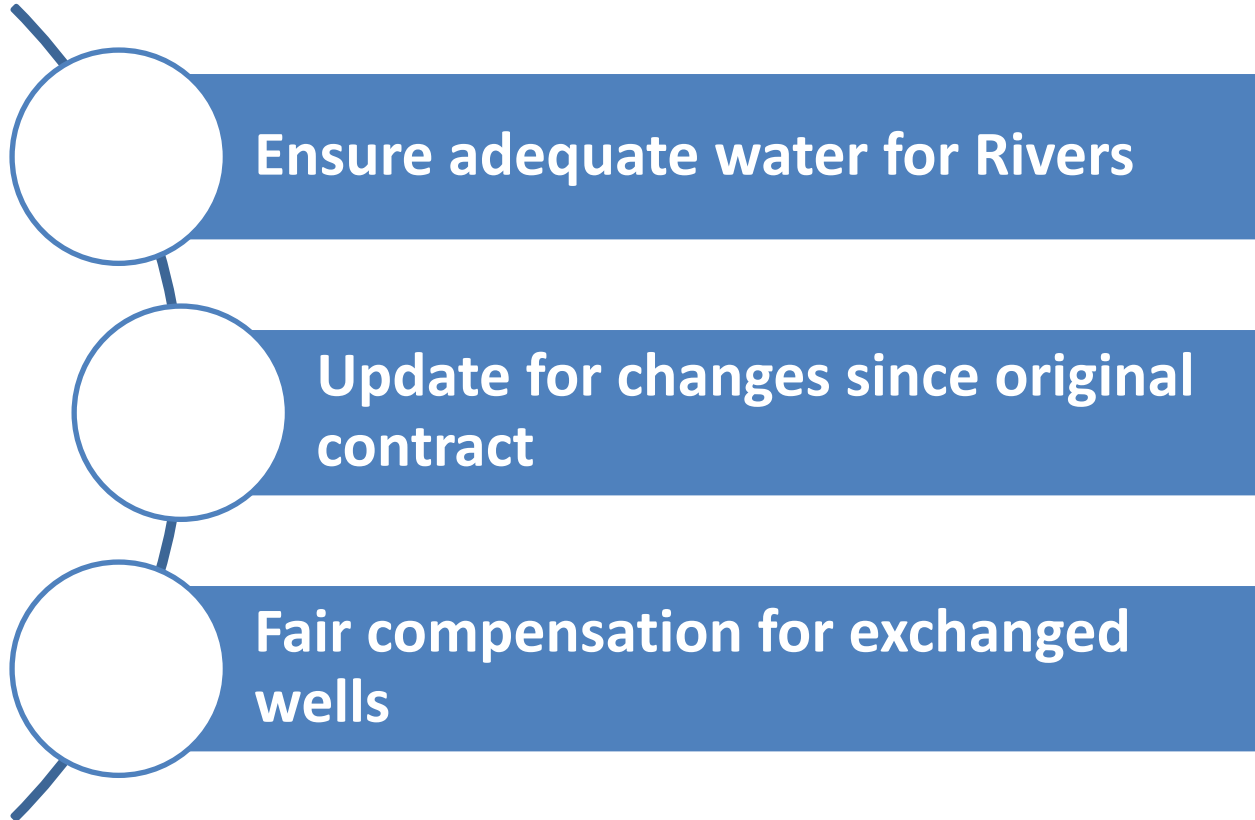 Ensure adequate water for Rivers
Update for changes since original
contract
Fair compensation for exchanged
wells